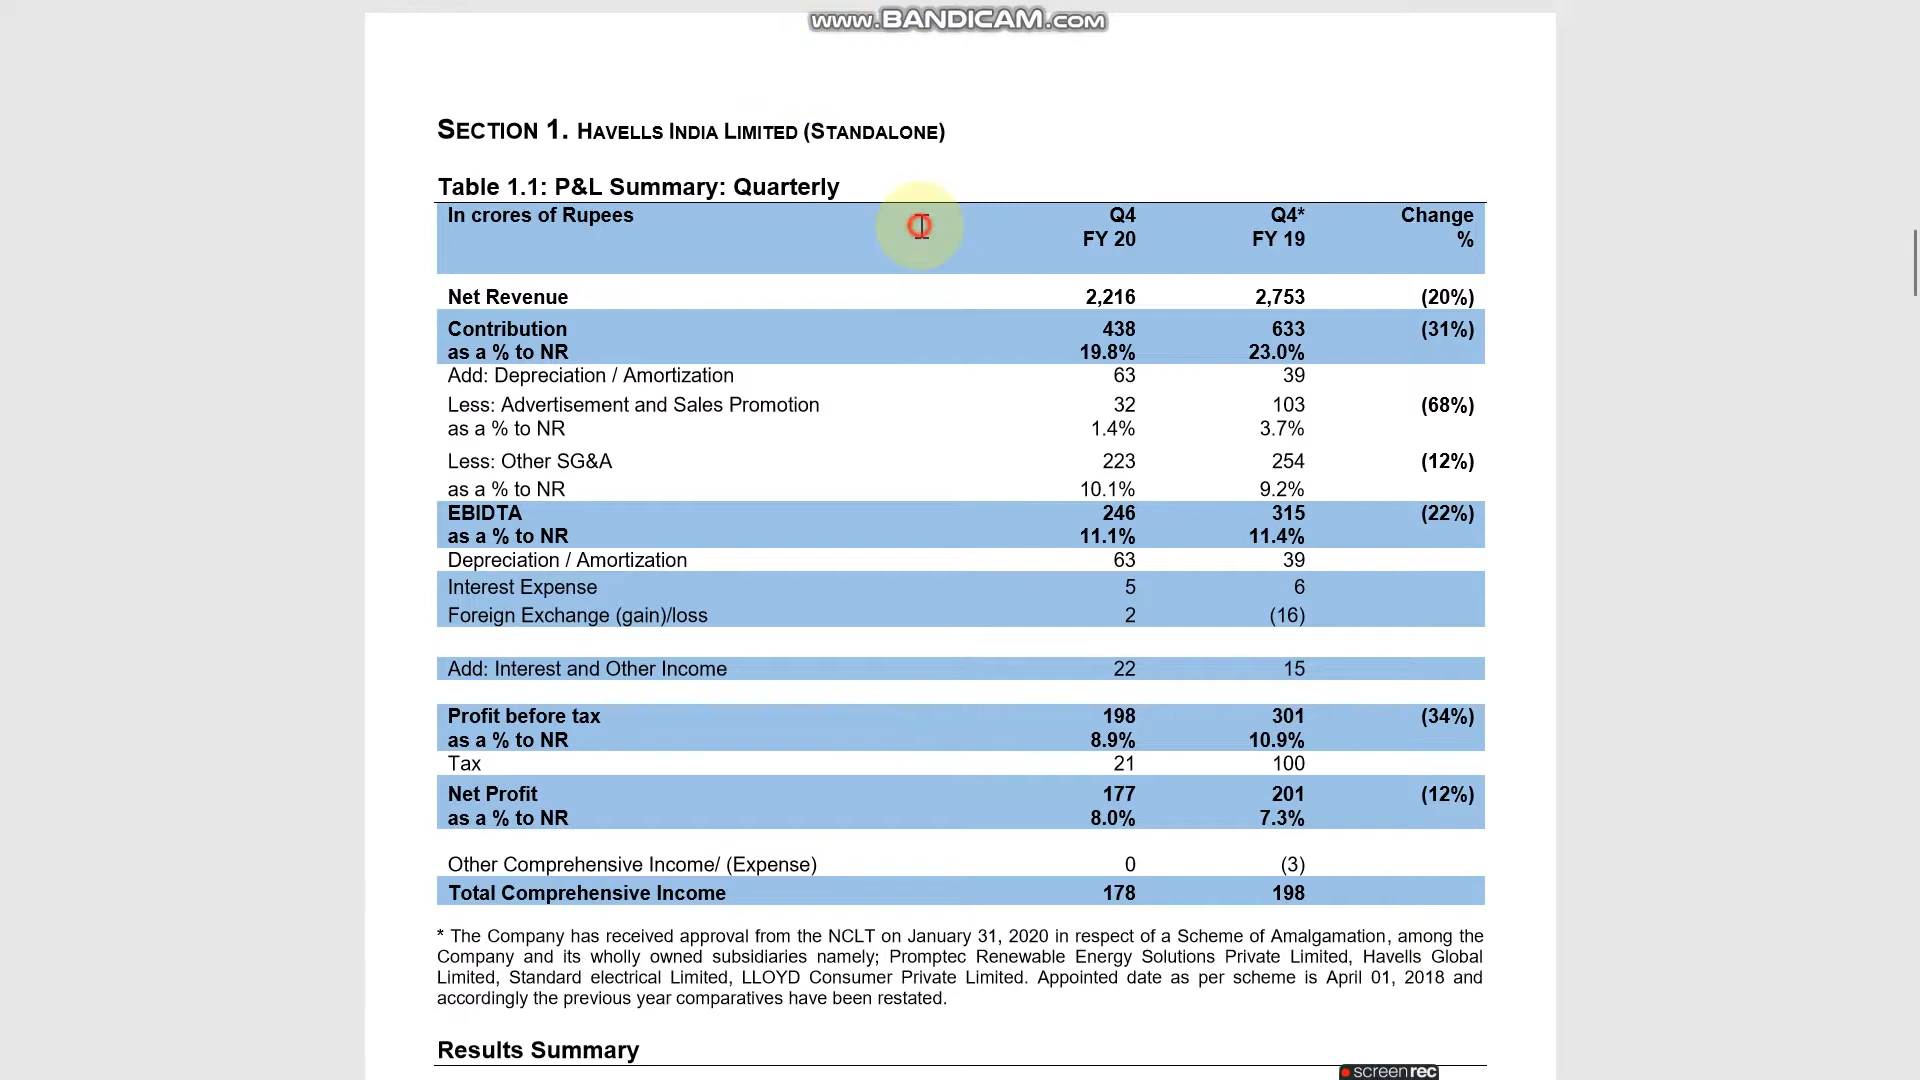 www.BANDICAM.com
SECTION 1. HAVELLS INDIA LIMITED (STANDALONE)
Table 1.1: P&L Summary: Quarterly
In crores of Rupees Q4 Q4* Change
FY 20 FY 19 %
Net Revenue 2,216 2,753 (20%)
Contribution 438 633 (31%)
as a % to NR 19.8% 23.0%
Add: Depreciation / Amortization 63 39
Less: Advertisement and Sales Promotion 32 103 (68%)
as a % to NR 1.4% 3.7%
Less: Other SG&A 223 254 (12%)
as a % to NR 10.1% 9.2%
EBIDTA 246 315 (22%)
as a % to NR 11.1% 11.4%
Depreciation / Amortization 63 39
Interest Expense 5 6
Foreign Exchange (gain)/loss 2 (16)
Add: Interest and Other Income 22 15
Profit before tax 198 301 (34%)
as a % to NR 8.9% 10.9%
Tax 21 100
Net Profit 177 201 (12%)
as a % to NR 8.0% 7.3%
Other Comprehensive Income/ (Expense) 0 (3)
Total Comprehensive Income 178 198
* The Company has received approval from the NCLT on January 31, 2020 in respect of a Scheme of Amalgamation, among the
Company and its wholly owned subsidiaries namely; Promptec Renewable Energy Solutions Private Limited, Havells Global
Limited, Standard electrical Limited, LLOYD Consumer Private Limited. Appointed date as per scheme is April 01, 2018 and
accordingly the previous year comparatives have been restated.
Results Summary
screenrec